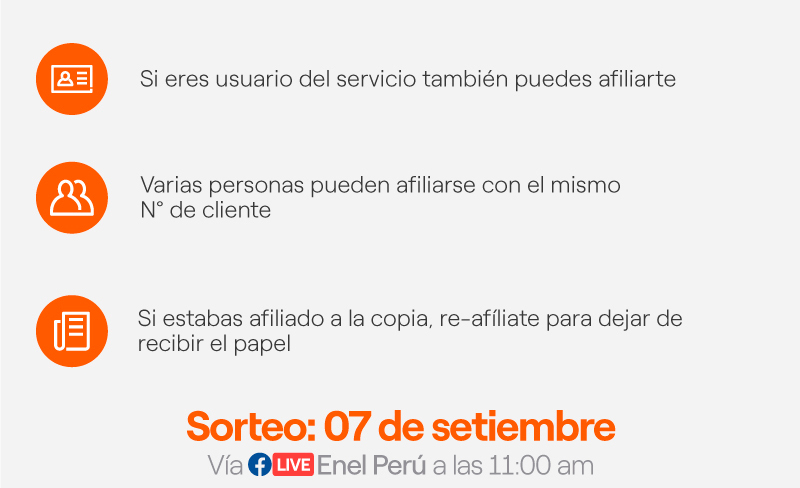 Si eres usuario del servicio también puedes afiliarte
Varias personas pueden afiliarse con el mismo
N° de cliente
Si estabas afiliado a la copia, re-afíliate para dejar de
recibir el papel
Sorteo: 07 de setiembre
Vía f LIVE Enel Perú a las 11:00 am